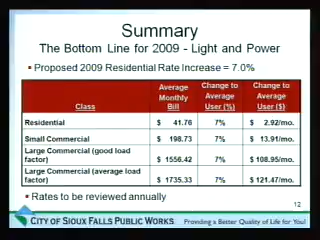 Summary
The Bottom Line for 2009 - Light and Power
▪ Proposed 2009 Residential Rate Increase = 7.0%
Class | Average Monthly Bill | Change to Average User (%) | Change to Average User ($)
Residential | $ 41.76 | 7% | $ 2.92/mo.
Small Commercial | $ 198.73 | 7% | $ 13.91/mo.
Large Commercial (good load factor) | $ 1556.42 | 7% | $ 108.95/mo.
Large Commercial (average load factor) | $ 1735.33 | 7% | $ 121.47/mo.
▪ Rates to be reviewed annually
12
CITY OF SIOUX FALLS PUBLIC WORKS Providing a Better Quality of Life for You!